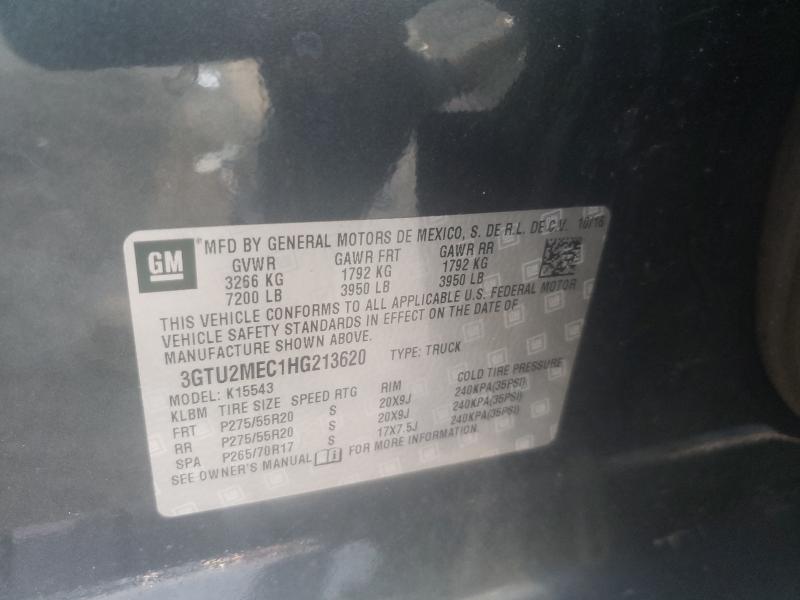 GM
®MFD BY GENERAL MOTORS DE MEXICO, S. DE R.L. DE C.V. 10/16
GVWR GAWR FRT GAWR RR
3266 KG 1792 KG 1792 KG
7200 LB 3950 LB 3950 LB
THIS VEHICLE CONFORMS TO ALL APPLICABLE U.S. FEDERAL MOTOR
VEHICLE SAFETY STANDARDS IN EFFECT ON THE DATE OF
MANUFACTURE SHOWN ABOVE.
3GTU2MEC1HG213620 TYPE: TRUCK
MODEL: K15543
KLBM TIRE SIZE SPEED RTG RIM COLD TIRE PRESSURE
FRT P275/55R20 S 20X9J 240KPA(35PSI)
RR P275/55R20 S 20X9J 240KPA(35PSI)
SPA P265/70R17 S 17X7.5J 240KPA(35PSI)
SEE OWNER'S MANUAL FOR MORE INFORMATION.